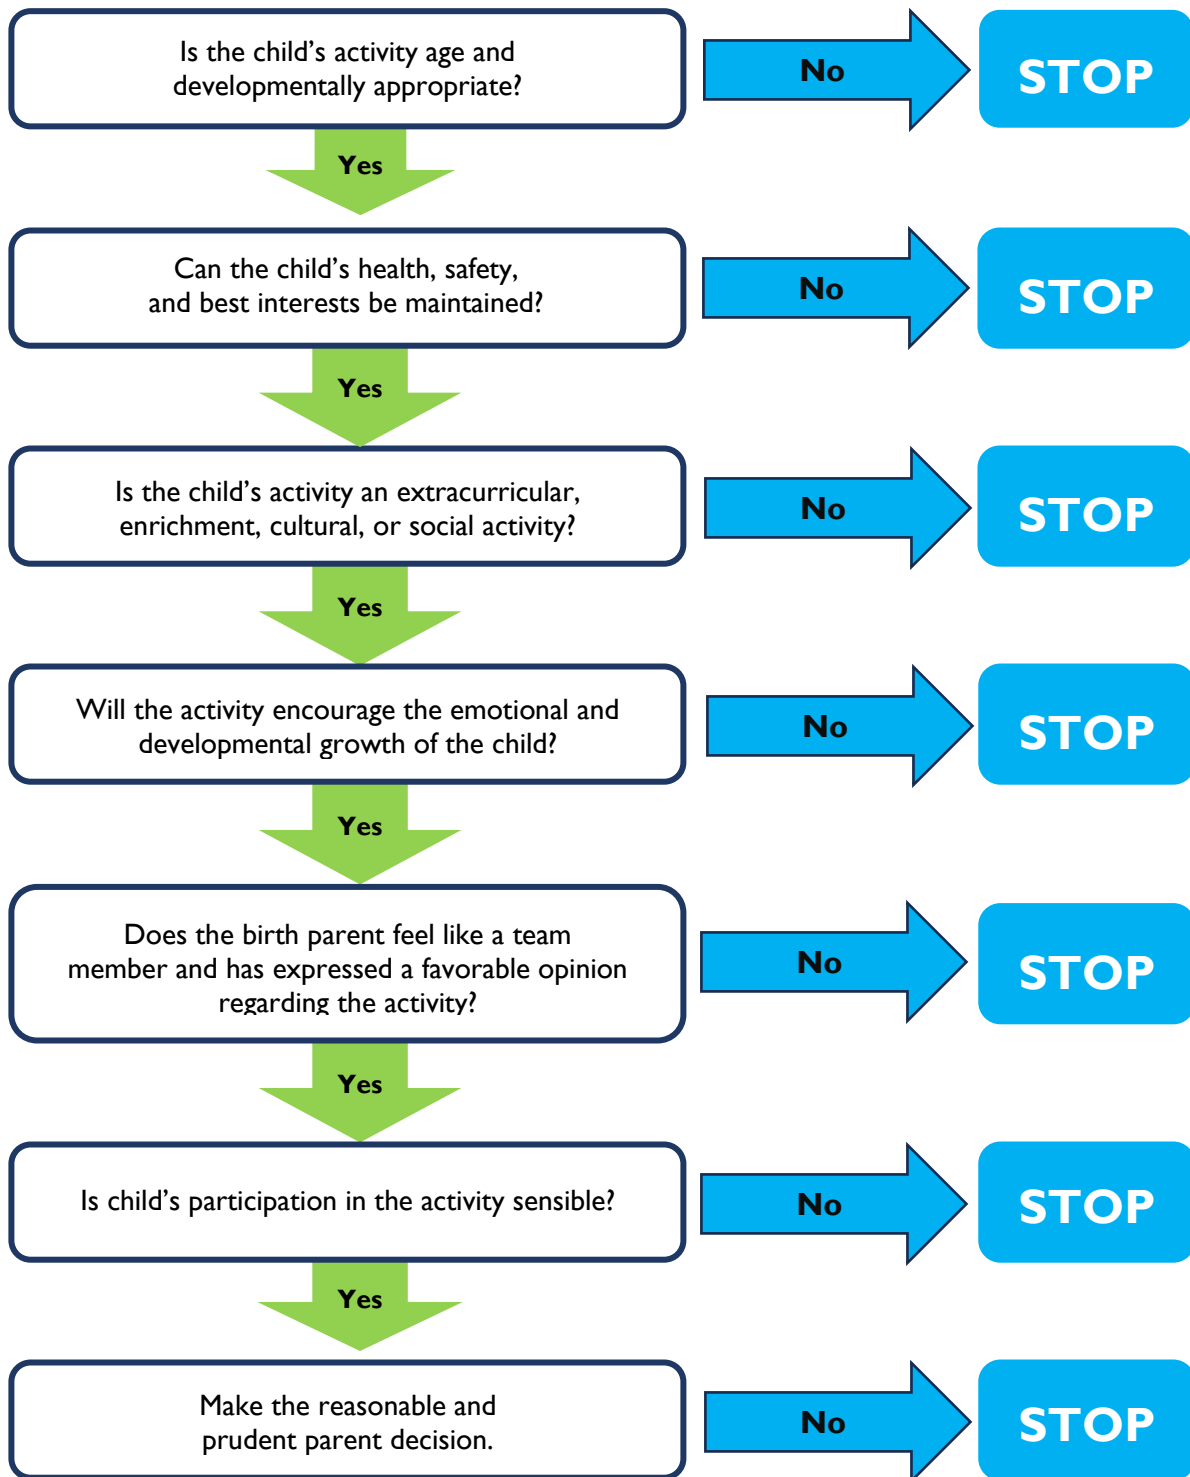 Is the child’s activity age and
developmentally appropriate?
No
STOP
Yes
Can the child’s health, safety,
and best interests be maintained?
No
STOP
Yes
Is the child’s activity an extracurricular,
enrichment, cultural, or social activity?
No
STOP
Yes
Will the activity encourage the emotional and
developmental growth of the child?
No
STOP
Yes
Does the birth parent feel like a team
member and has expressed a favorable opinion
regarding the activity?
No
STOP
Yes
Is child’s participation in the activity sensible?
No
STOP
Yes
Make the reasonable and
prudent parent decision.
No
STOP